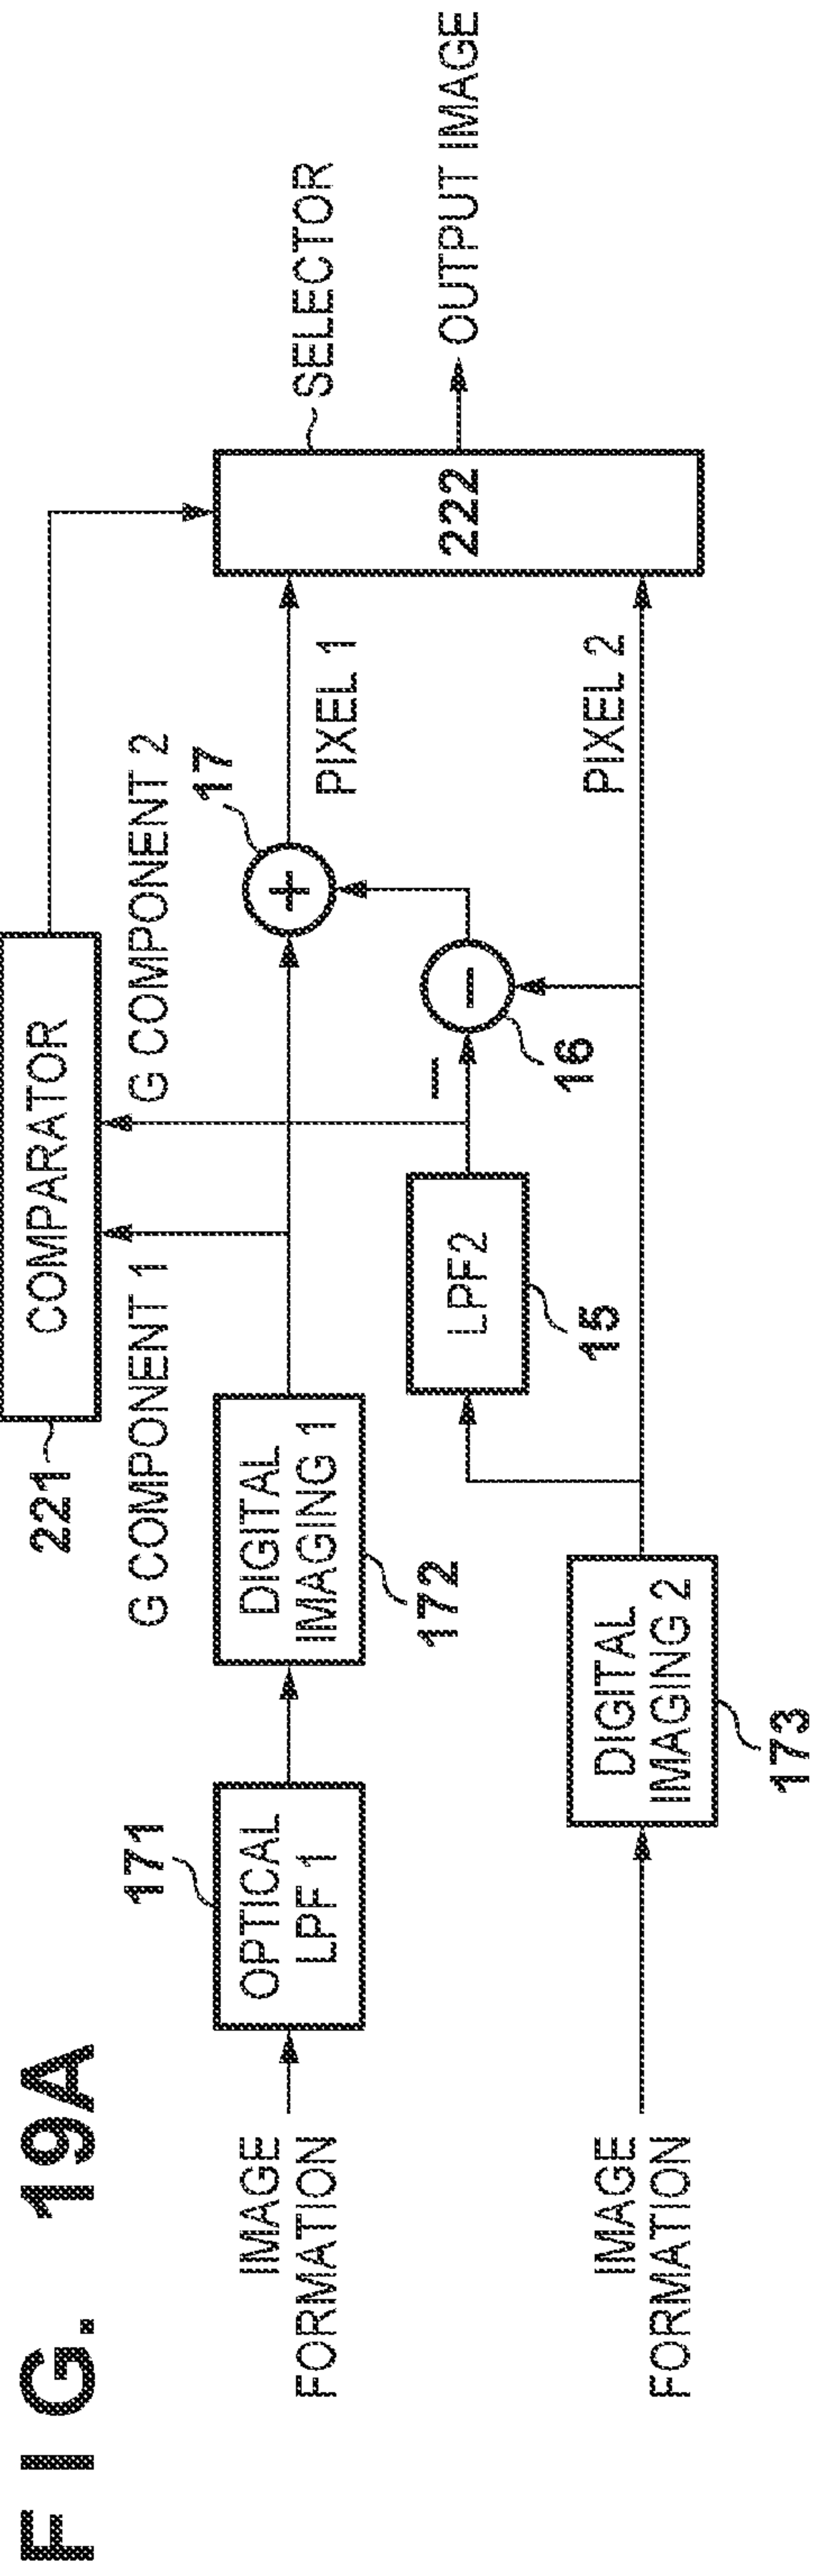 FIG. 19A
221
COMPARATOR
G COMPONENT 1
G COMPONENT 2
IMAGE
FORMATION
171
OPTICAL
LPF 1
DIGITAL
IMAGING 1
172
17
+
PIXEL 1
SELECTOR
222
OUTPUT IMAGE
LPF2
15
–
−
16
IMAGE
FORMATION
DIGITAL
IMAGING 2
173
PIXEL 2